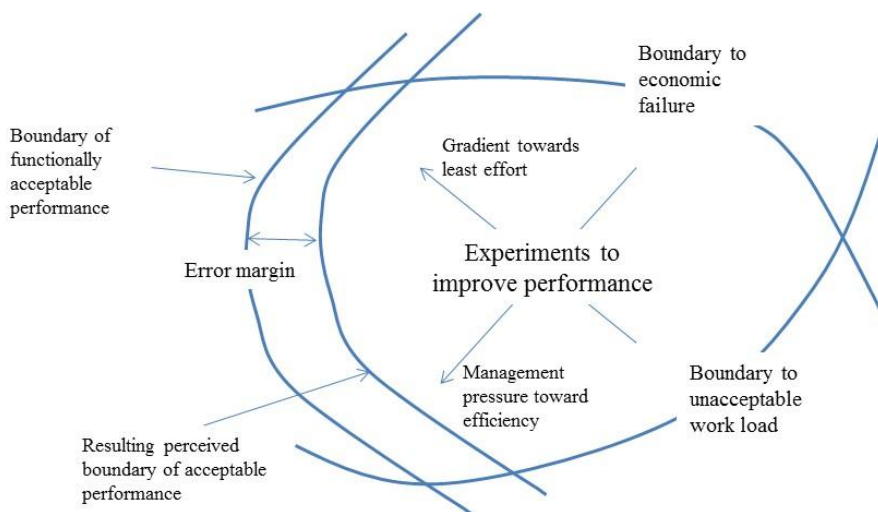 Boundary to
economic
failure
Boundary of
functionally
acceptable
performance
Gradient towards
least effort
Error margin
Experiments to
improve performance
Management
pressure toward
efficiency
Boundary to
unacceptable
work load
Resulting perceived
boundary of acceptable
performance